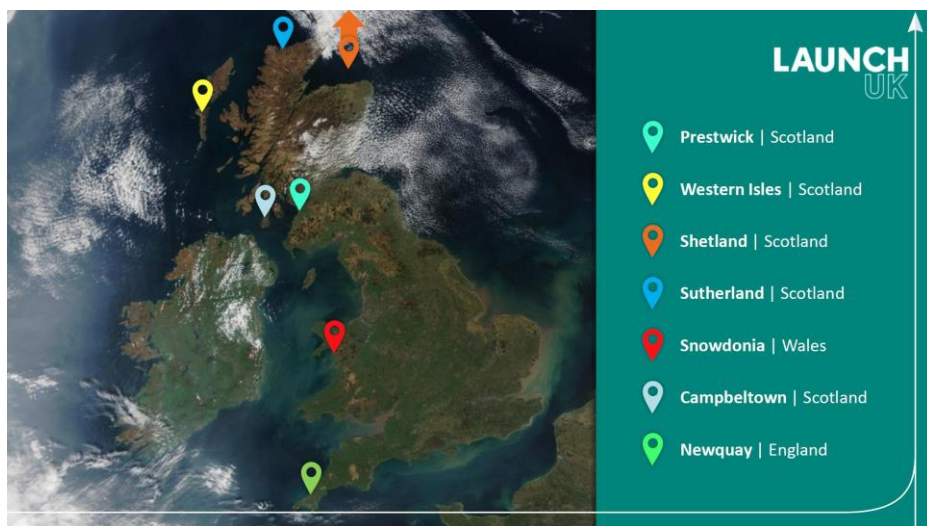 LAUNCH
UK
Prestwick | Scotland
Western Isles | Scotland
Shetland | Scotland
Sutherland | Scotland
Snowdonia | Wales
Campbeltown | Scotland
Newquay | England